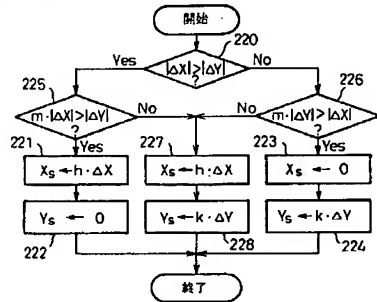 開始
220
|ΔX|>|ΔY|
?
Yes
No
225
m·|ΔX|>|ΔY|
?
No
Yes
226
m·|ΔX|>|ΔY|
?
No
Yes
221
Xs←h·ΔX
227
Xs←h·ΔX
223
Xs ← 0
Ys ← 0
222
Ys←k·ΔY
228
Ys←k·ΔY
224
終了